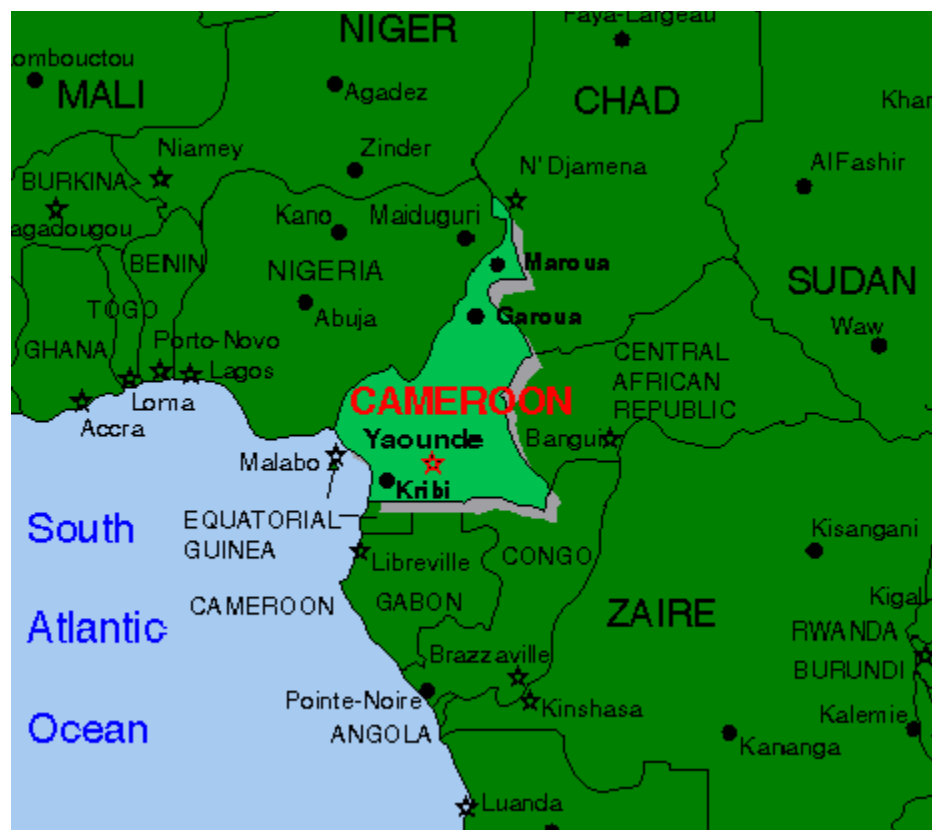 Faya-Largeau
NIGER
ombouctou
MALI
Agadez
CHAD
Khar
Niamey
Zinder
N'Djamena
AlFashir
BURKINA
Kano
Maiduguri
agadougou
BENIN
NIGERIA
Maroua
SUDAN
TOGO
Abuja
Garoua
Waw
GHANA
Porto-Novo
Lagos
CENTRAL
AFRICAN
REPUBLIC
Loma
CAMEROON
Accra
Yaounde
Bangui
Malabo
Kribi
South
EQUATORIAL
GUINEA
Kisangani
Libreville
CONGO
CAMEROON
GABON
ZAIRE
Kigal
Atlantic
RWANDA
Brazzaville
BURUNDI
Pointe-Noire
Kinshasa
Kalemie
Ocean
ANGOLA
Kananga
Luanda